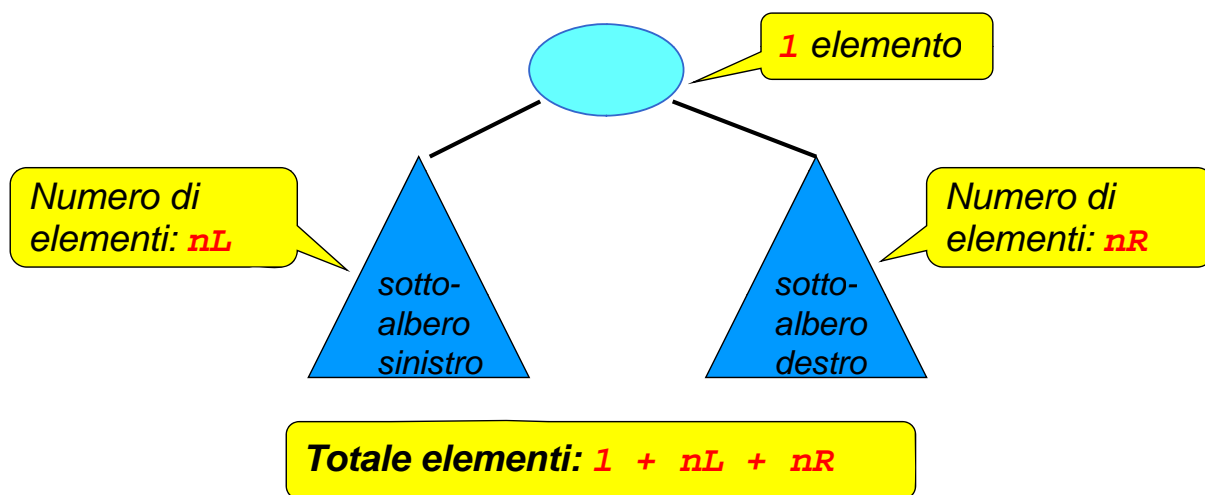 1 elemento
Numero di
elementi: nL
Numero di
elementi: nR
sotto-
albero
sinistro
sotto-
albero
destro
Totale elementi: 1 + nL + nR